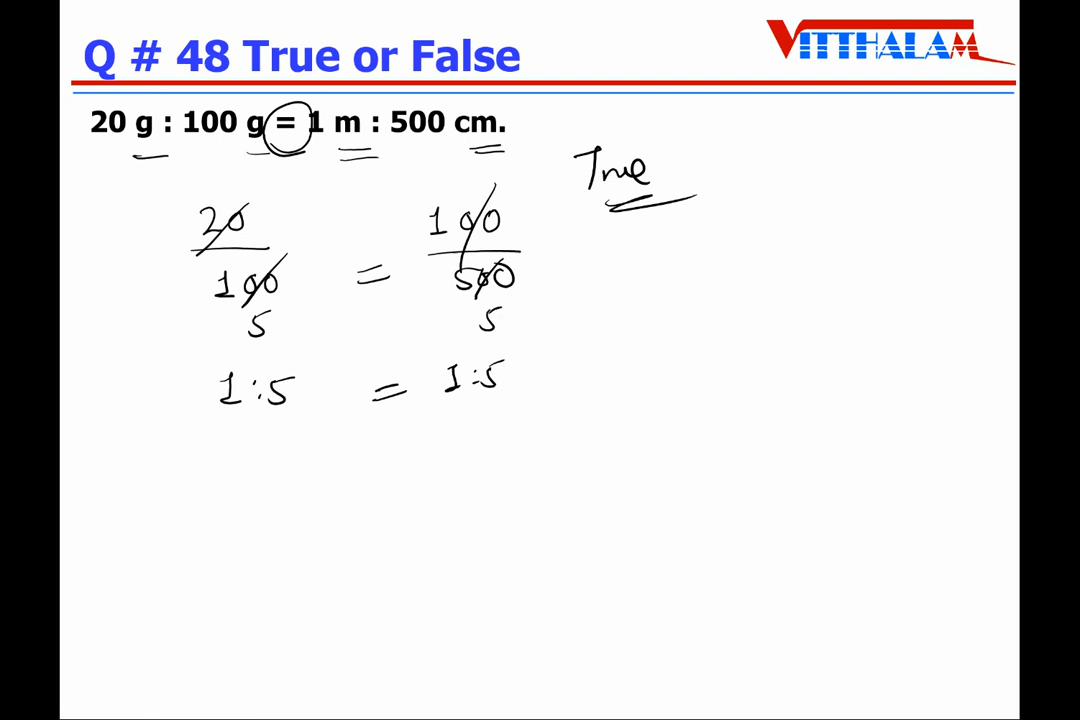 Q # 48 True or False
VITTHALAM
20 g : 100 g = 1 m : 500 cm.
True
20 100
100 = 500
5 5
1:5 = 1:5